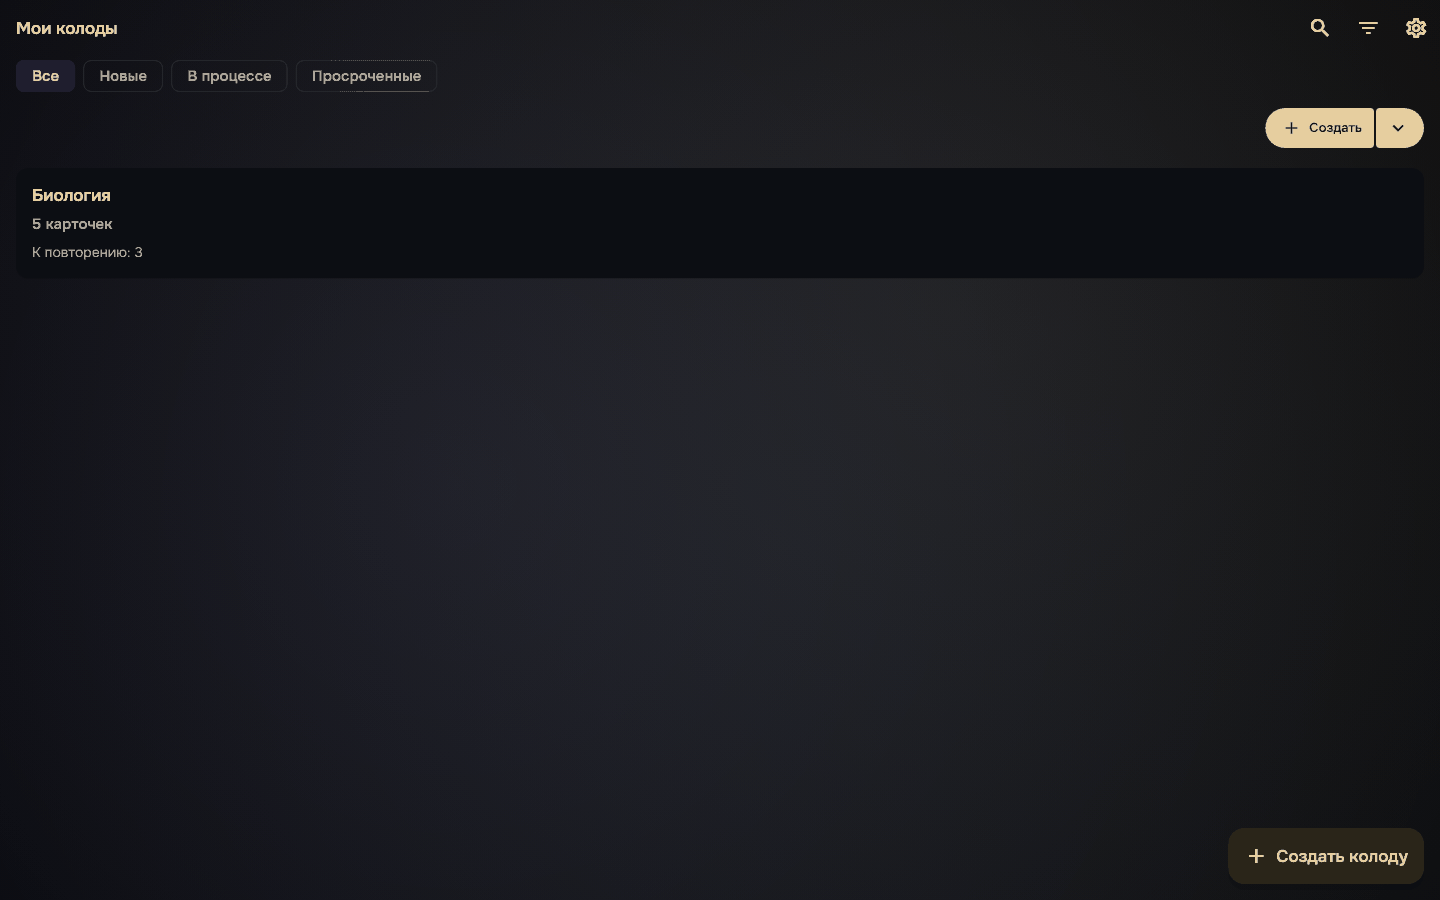 Мои колоды
Все
Новые
В процессе
Просроченные
Создать
Биология
5 карточек
К повторению: 3
Создать колоду